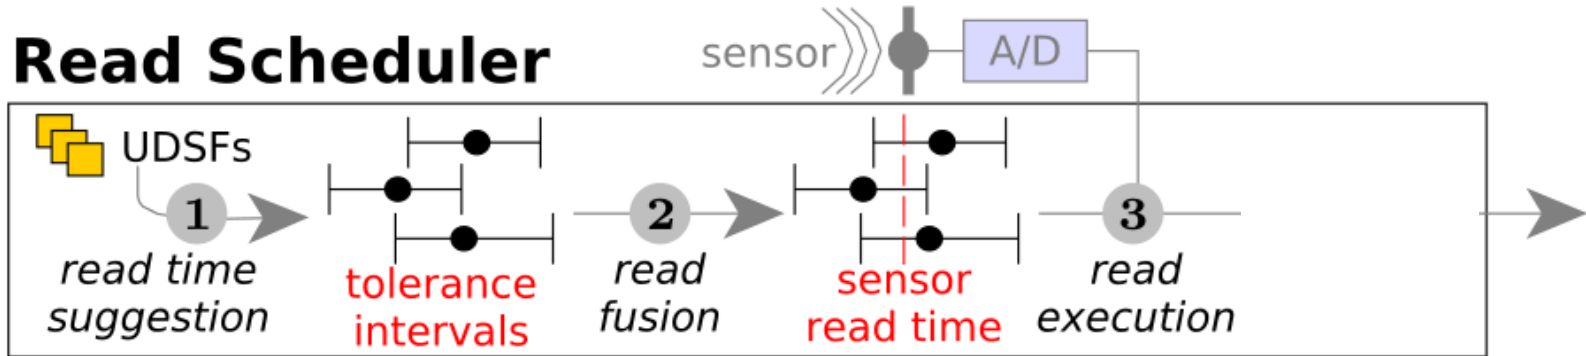 Read Scheduler
sensor
A/D
UDSFs
1
read time
suggestion
tolerance
intervals
2
read
fusion
sensor
read time
3
read
execution